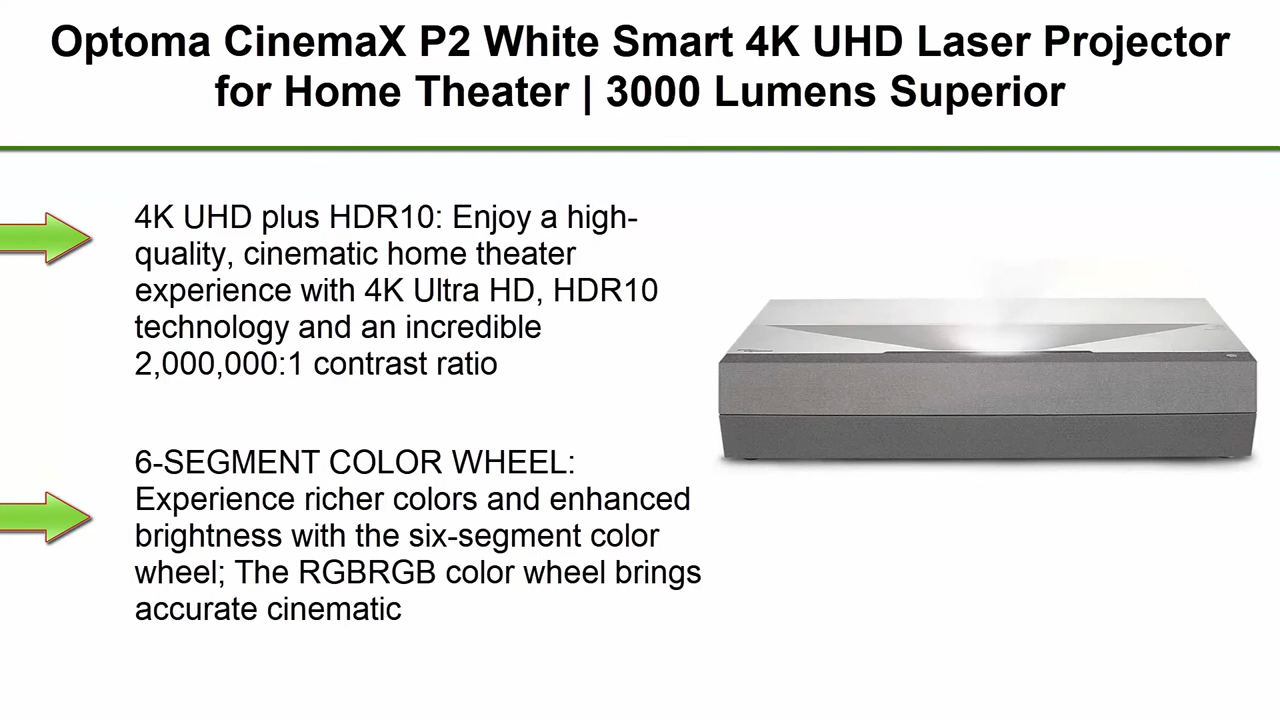 Optoma CinemaX P2 White Smart 4K UHD Laser Projector
for Home Theater | 3000 Lumens Superior
4K UHD plus HDR10: Enjoy a high-
quality, cinematic home theater
experience with 4K Ultra HD, HDR10
technology and an incredible
2,000,000:1 contrast ratio
6-SEGMENT COLOR WHEEL:
Experience richer colors and enhanced
brightness with the six-segment color
wheel; The RGBRGB color wheel brings
accurate cinematic